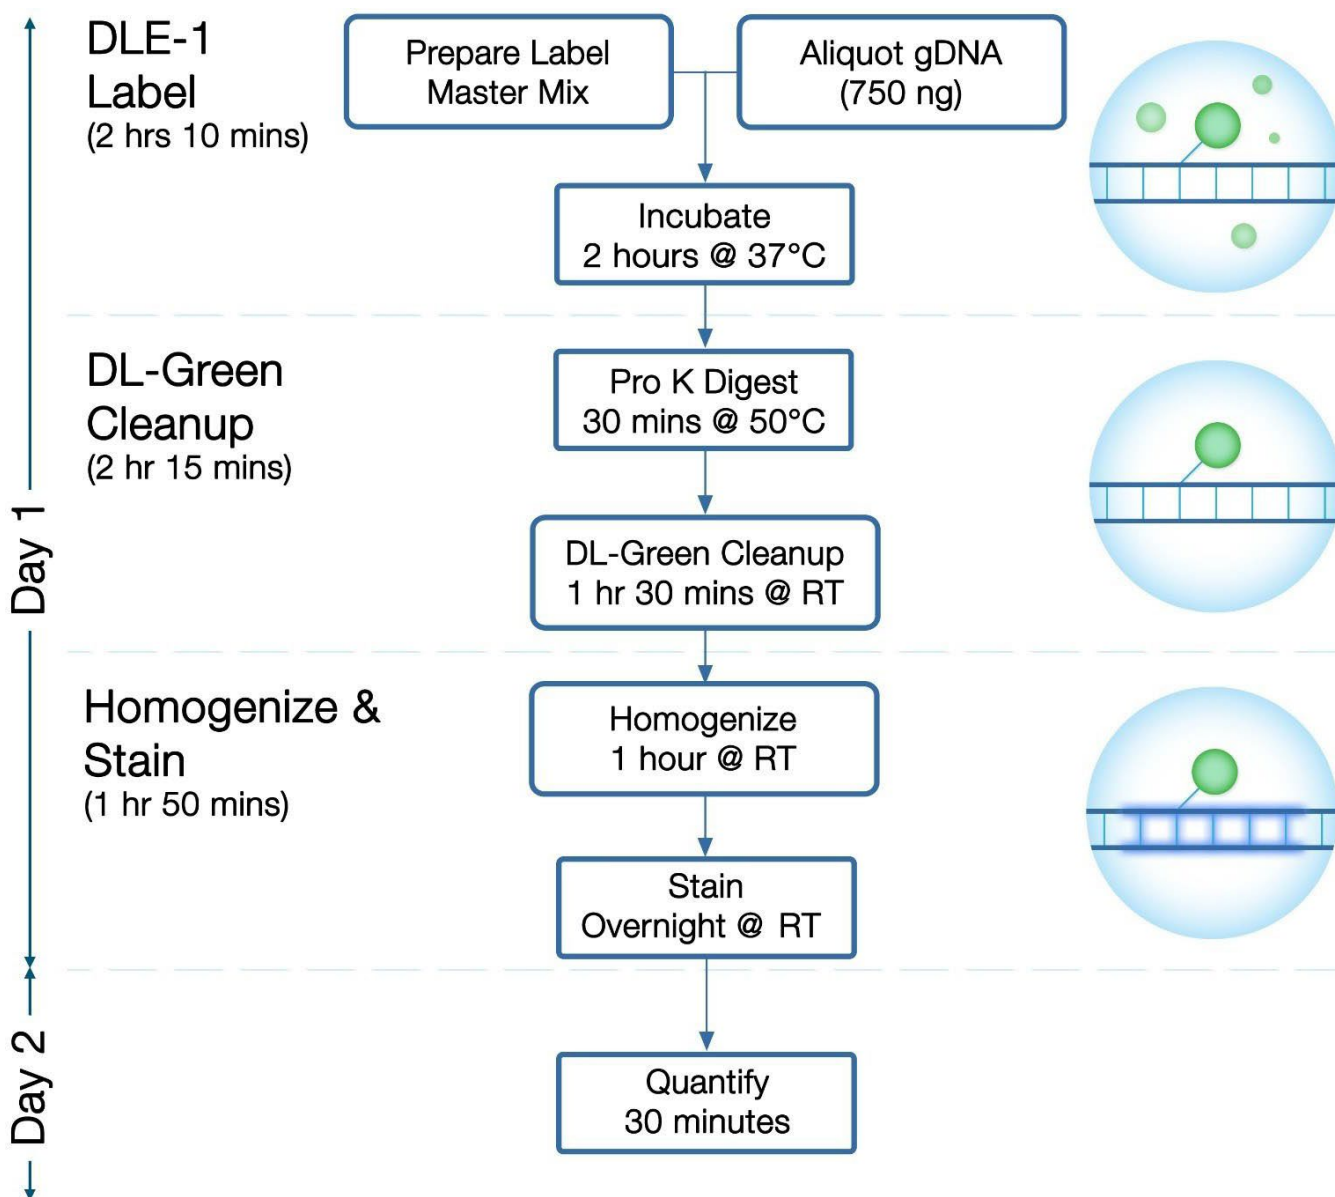 DLE-1
Label
(2 hrs 10 mins)
Prepare Label
Master Mix
Aliquot gDNA
(750 ng)
Incubate
2 hours @ 37°C
DL-Green
Cleanup
(2 hr 15 mins)
Pro K Digest
30 mins @ 50°C
DL-Green Cleanup
1 hr 30 mins @ RT
Day 1
Homogenize &
Stain
(1 hr 50 mins)
Homogenize
1 hour @ RT
Stain
Overnight @ RT
Day 2
Quantify
30 minutes